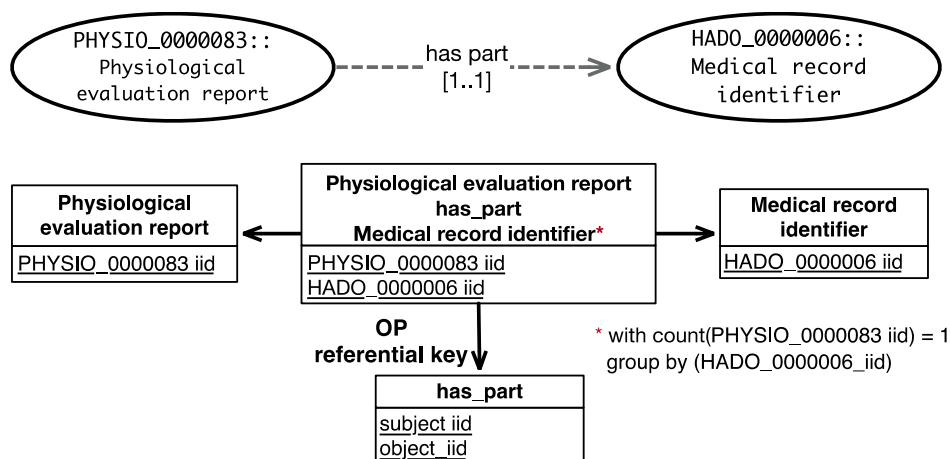 PHYSIO_0000083::
Physiological
evaluation report
has part
[1..1]
HADO_0000006::
Medical record
identifier
Physiological
evaluation report
PHYSIO_0000083 iid
Physiological evaluation report
has_part
Medical record identifier*
PHYSIO_0000083 iid
HADO_0000006 iid
Medical record
identifier
HADO_0000006 iid
OP
referential key
* with count(PHYSIO_0000083 iid) = 1
group by (HADO_0000006_iid)
has_part
subject iid
object_iid